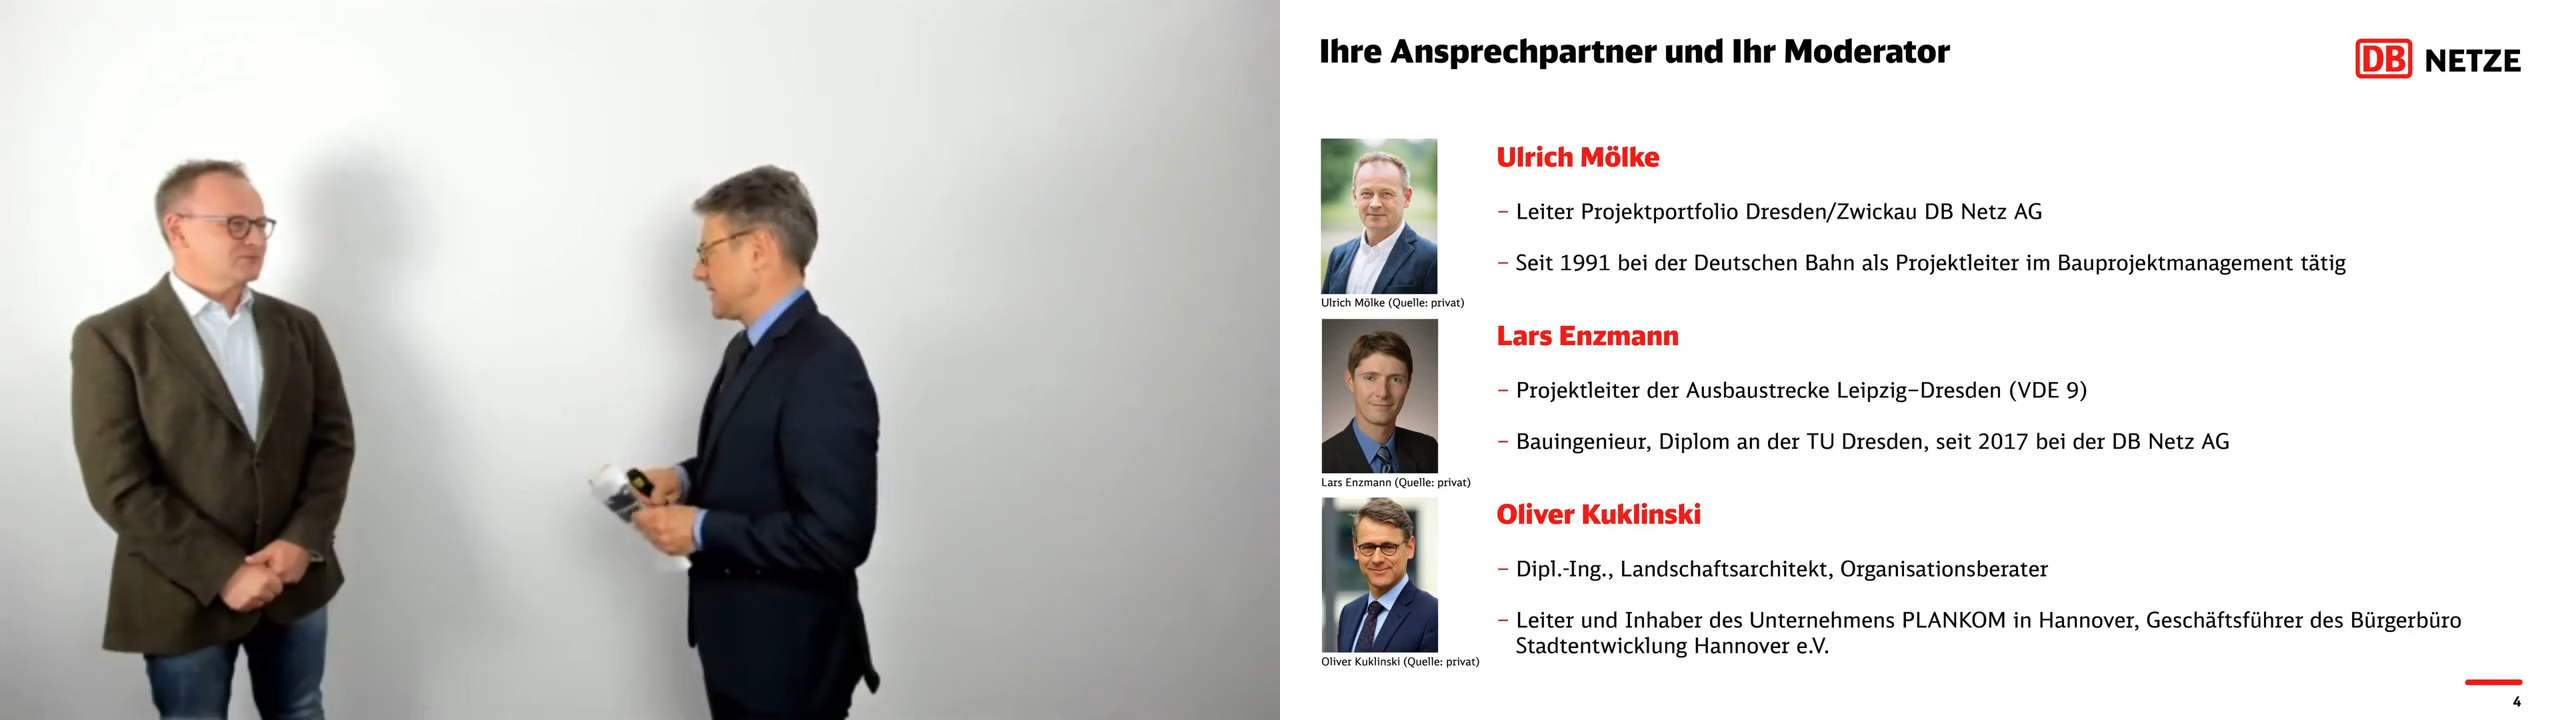 Ihre Ansprechpartner und Ihr Moderator
DB NETZE
Ulrich Mölke
– Leiter Projektportfolio Dresden/Zwickau DB Netz AG
– Seit 1991 bei der Deutschen Bahn als Projektleiter im Bauprojektmanagement tätig
Ulrich Mölke (Quelle: privat)
Lars Enzmann
– Projektleiter der Ausbaustrecke Leipzig–Dresden (VDE 9)
– Bauingenieur, Diplom an der TU Dresden, seit 2017 bei der DB Netz AG
Lars Enzmann (Quelle: privat)
Oliver Kuklinski
– Dipl.-Ing., Landschaftsarchitekt, Organisationsberater
– Leiter und Inhaber des Unternehmens PLANKOM in Hannover, Geschäftsführer des Bürgerbüro
Stadtentwicklung Hannover e.V.
Oliver Kuklinski (Quelle: privat)
4